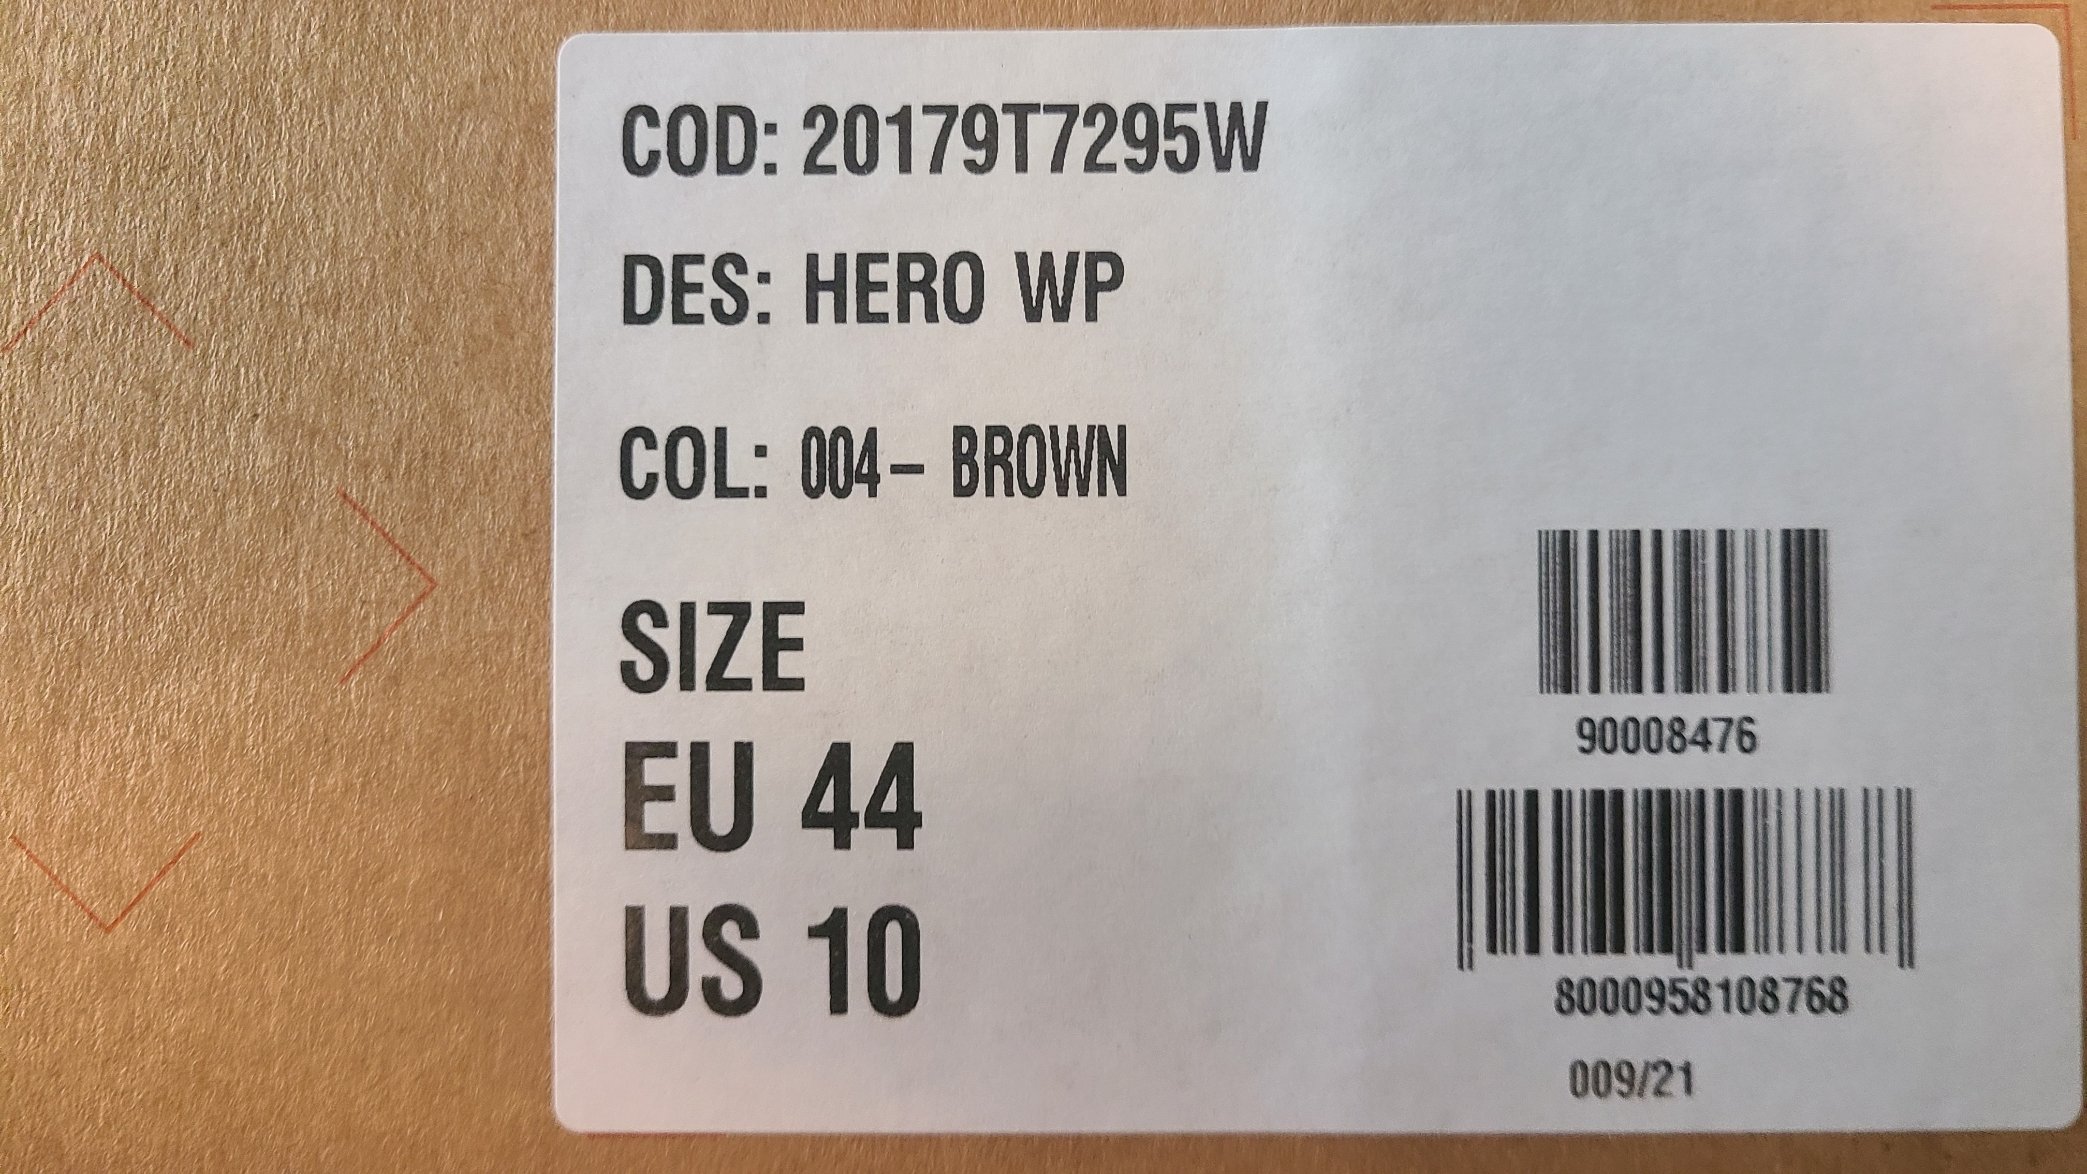 COD: 20179T7295W
DES: HERO WP
COL: 004- BROWN
SIZE
EU 44
US 10
90008476
8000958108768
009/21